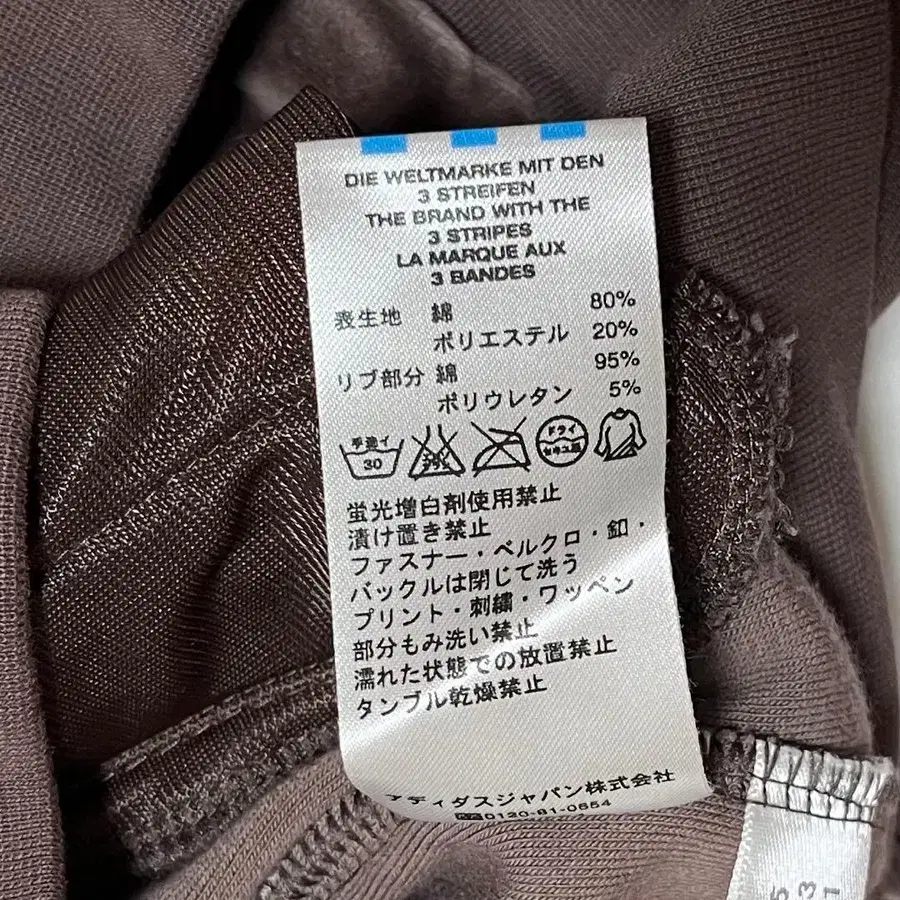 DIE WELTMARKE MIT DEN
3 STREIFEN
THE BRAND WITH THE
3 STRIPES
LA MARQUE AUX
3 BANDES
表生地 綿 80%
ポリエステル 20%
リブ部分 綿 95%
ポリウレタン 5%
手洗イ 30 ドライ セキユ系
蛍光増白剤使用禁止
漬け置き禁止
ファスナー・ベルクロ・釦・
バックルは閉じて洗う
プリント・刺繍・ワッペン
部分もみ洗い禁止
濡れた状態での放置禁止
タンブル乾燥禁止
アディダスジャパン株式会社
0120-81-0654